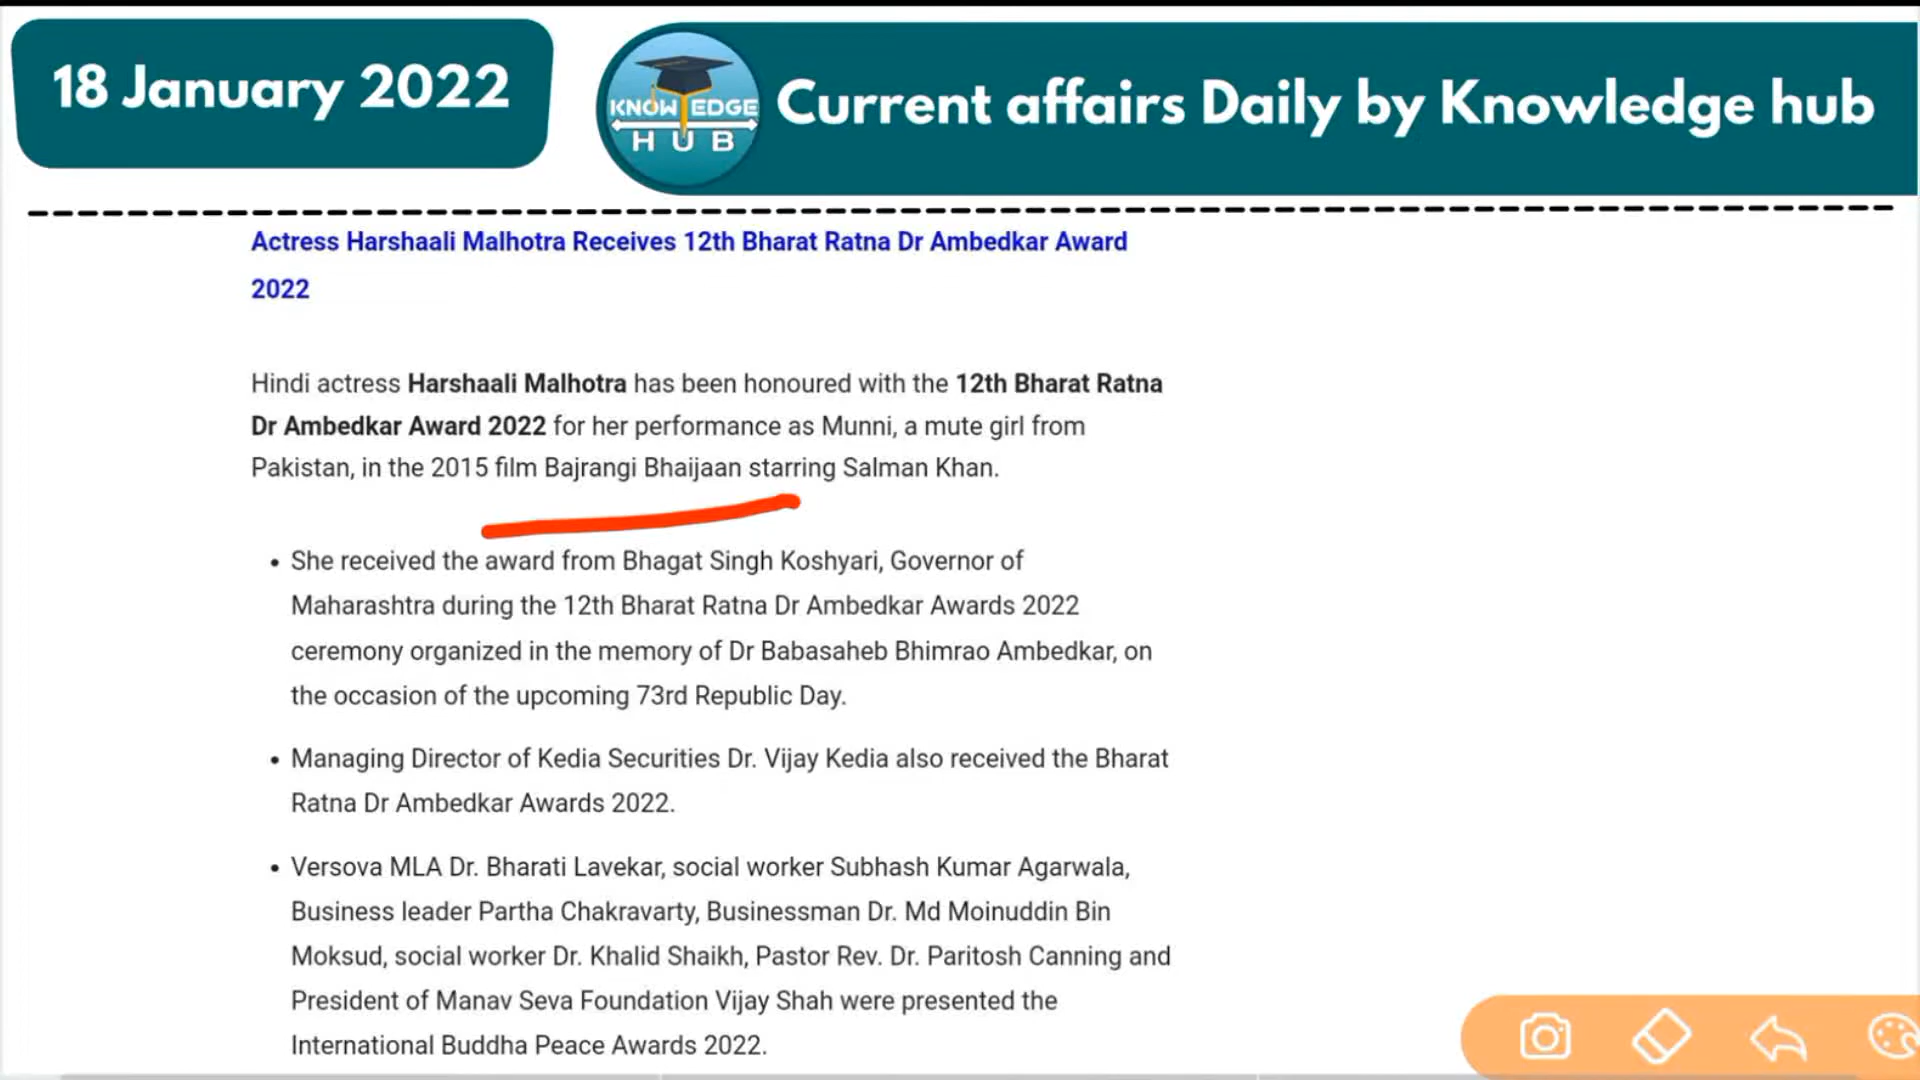 18 January 2022
KNOWLEDGE
HUB
Current affairs Daily by Knowledge hub
Actress Harshaali Malhotra Receives 12th Bharat Ratna Dr Ambedkar Award
2022
Hindi actress Harshaali Malhotra has been honoured with the 12th Bharat Ratna
Dr Ambedkar Award 2022 for her performance as Munni, a mute girl from
Pakistan, in the 2015 film Bajrangi Bhaijaan starring Salman Khan.
• She received the award from Bhagat Singh Koshyari, Governor of
Maharashtra during the 12th Bharat Ratna Dr Ambedkar Awards 2022
ceremony organized in the memory of Dr Babasaheb Bhimrao Ambedkar, on
the occasion of the upcoming 73rd Republic Day.
• Managing Director of Kedia Securities Dr. Vijay Kedia also received the Bharat
Ratna Dr Ambedkar Awards 2022.
• Versova MLA Dr. Bharati Lavekar, social worker Subhash Kumar Agarwala,
Business leader Partha Chakravarty, Businessman Dr. Md Moinuddin Bin
Moksud, social worker Dr. Khalid Shaikh, Pastor Rev. Dr. Paritosh Canning and
President of Manav Seva Foundation Vijay Shah were presented the
International Buddha Peace Awards 2022.